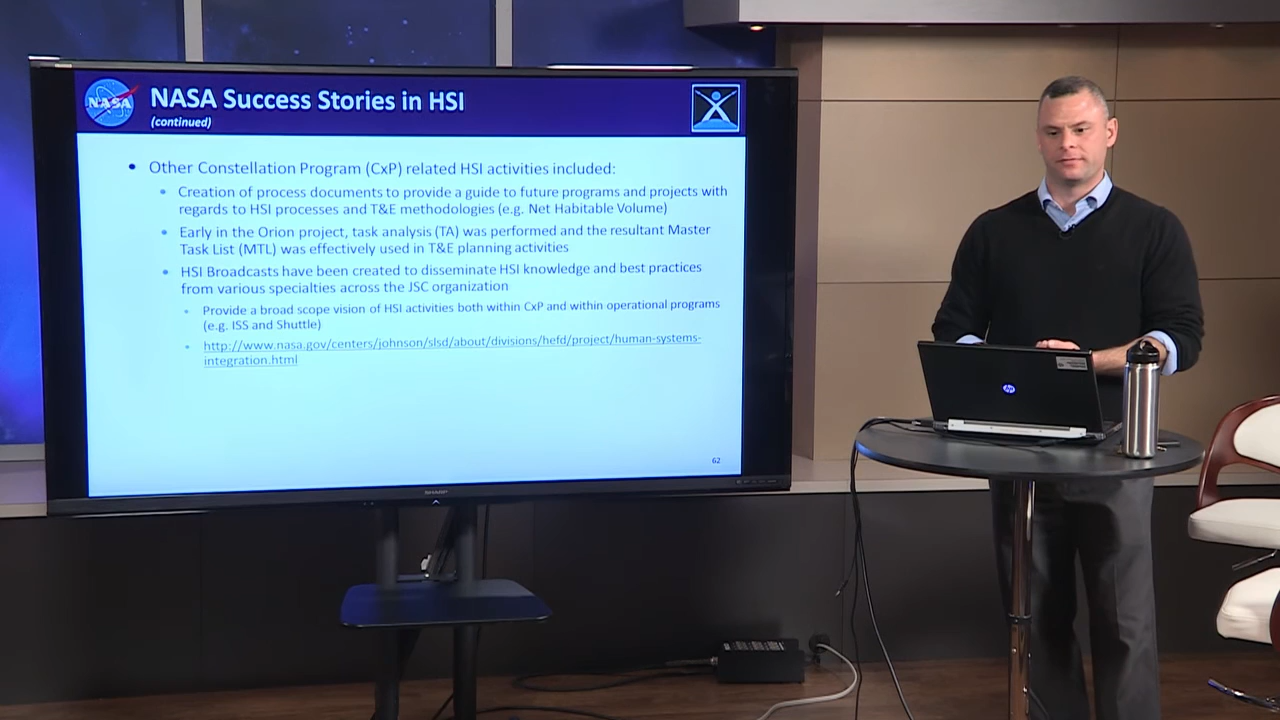 NASA
NASA Success Stories in HSI
(continued)
• Other Constellation Program (CxP) related HSI activities included:
• Creation of process documents to provide a guide to future programs and projects with
regards to HSI processes and T&E methodologies (e.g. Net Habitable Volume)
• Early in the Orion project, task analysis (TA) was performed and the resultant Master
Task List (MTL) was effectively used in T&E planning activities
• HSI Broadcasts have been created to disseminate HSI knowledge and best practices
from various specialties across the JSC organization
• Provide a broad scope vision of HSI activities both within CxP and within operational programs
(e.g. ISS and Shuttle)
• http://www.nasa.gov/centers/johnson/slsd/about/divisions/hefd/project/human-systems-
integration.html
62
SHARP
hp